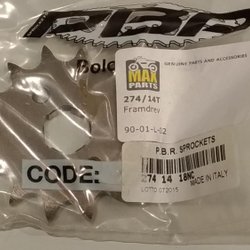 PBR
Bolo
MAX
PARTS
GENUINE PARTS AND ACCESSORIES
274/14T
Framdrev
90-01-L42
CODE:
P.B.R. SPROCKETS
274 14 18NC
MADE IN ITALY
LOTTO 072015